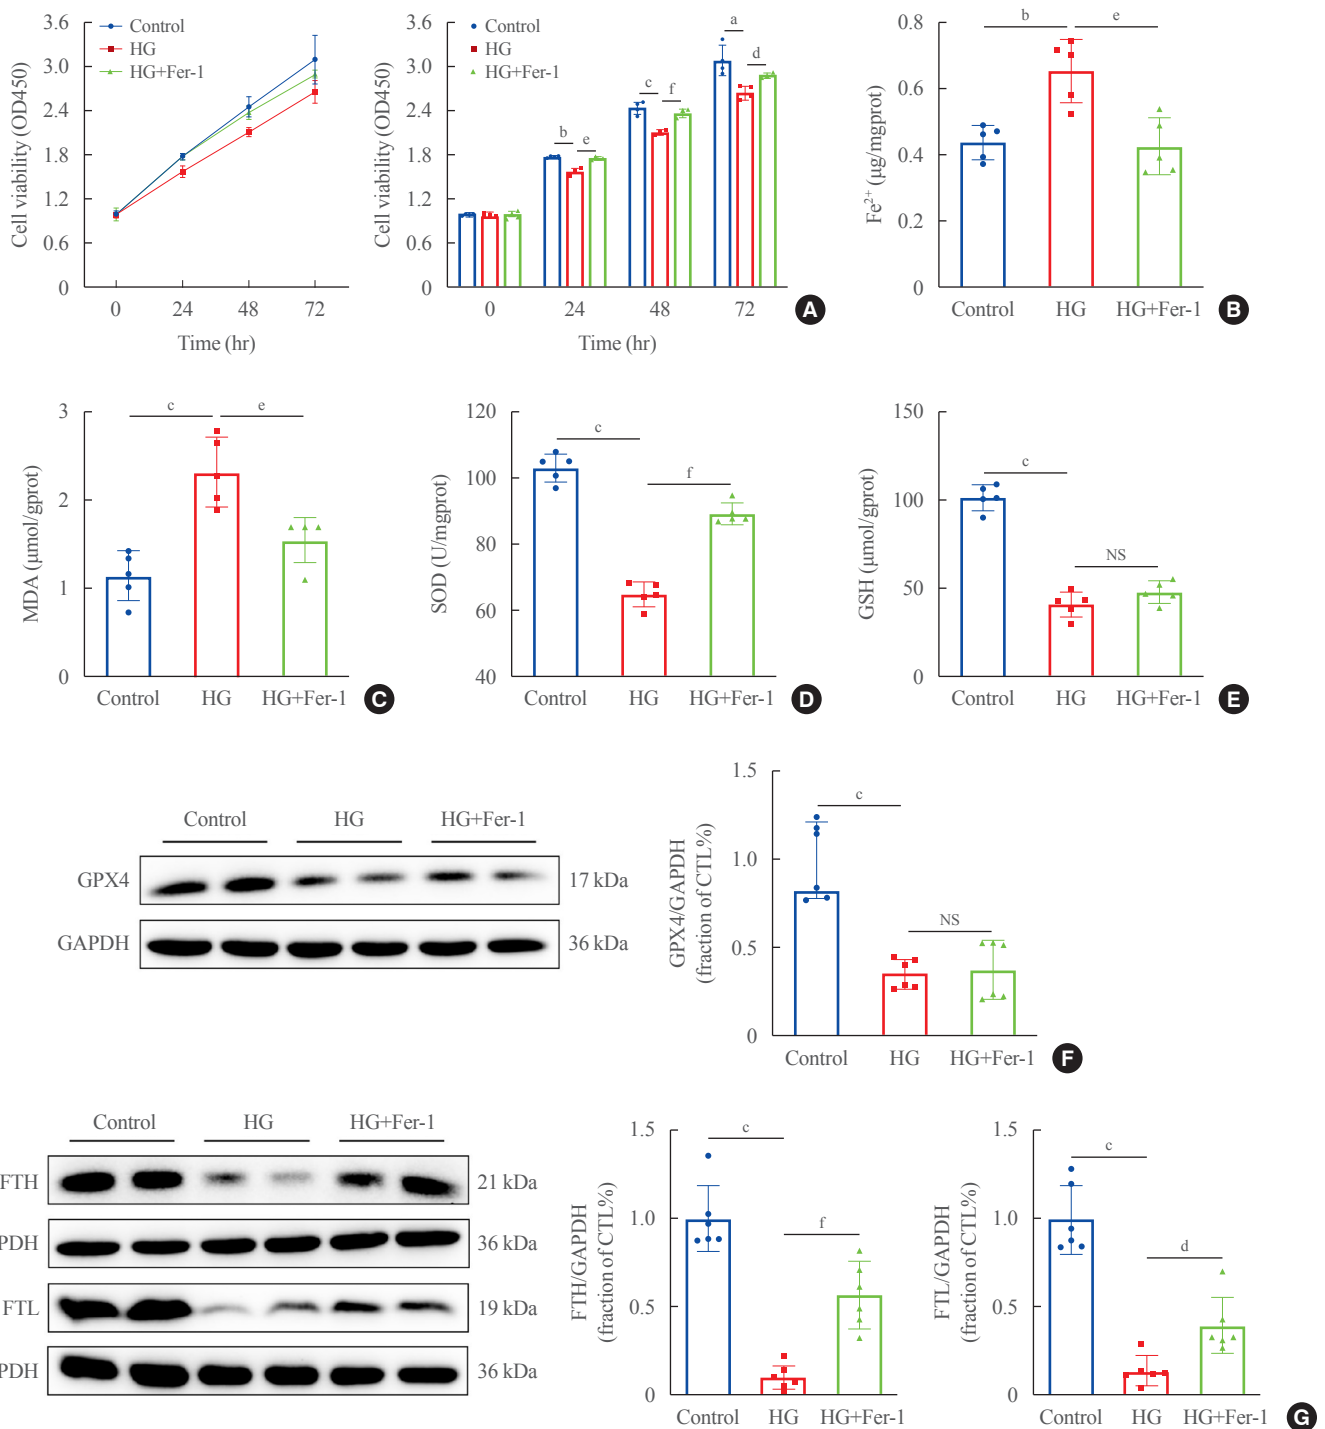 3.6
3.0
2.4
1.8
1.2
0.6
0
Cell viability (OD450)
Control
HG
HG+Fer-1
0 24 48 72
Time (hr)
3.6
3.0
2.4
1.8
1.2
0.6
0
Cell viability (OD450)
Control
HG
HG+Fer-1
b e c f a d
0 24 48 72
Time (hr)
A
0.8
0.6
0.4
0.2
0
Fe2+ (µg/mgprot)
b e
Control HG HG+Fer-1
B
3
2
1
0
MDA (µmol/gprot)
c e
Control HG HG+Fer-1
C
120
100
80
60
40
SOD (U/mgprot)
c
f
Control HG HG+Fer-1
D
150
100
50
0
GSH (µmol/gprot)
c
NS
Control HG HG+Fer-1
E
Control HG HG+Fer-1
GPX4 17 kDa
GAPDH 36 kDa
1.5
1.0
0.5
0
GPX4/GAPDH
(fraction of CTL%)
c
NS
Control HG HG+Fer-1
F
Control HG HG+Fer-1
FTH 21 kDa
PDH 36 kDa
FTL 19 kDa
PDH 36 kDa
1.5
1.0
0.5
0
FTH/GAPDH
(fraction of CTL%)
c
f
Control HG HG+Fer-1
1.5
1.0
0.5
0
FTL/GAPDH
(fraction of CTL%)
c
d
Control HG HG+Fer-1
G